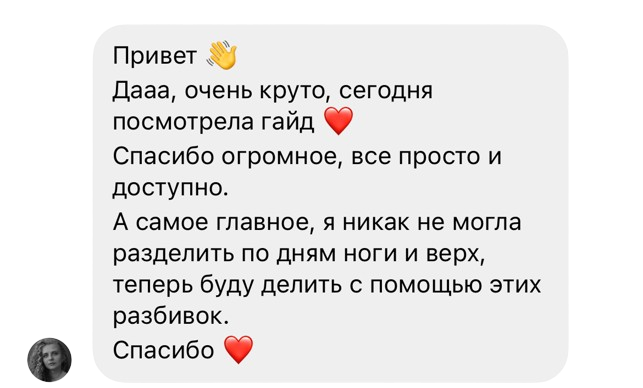 Привет 👋
Дааа, очень круто, сегодня
посмотрела гайд ❤️
Спасибо огромное, все просто и
доступно.
А самое главное, я никак не могла
разделить по дням ноги и верх,
теперь буду делить с помощью этих
разбивок.
Спасибо ❤️